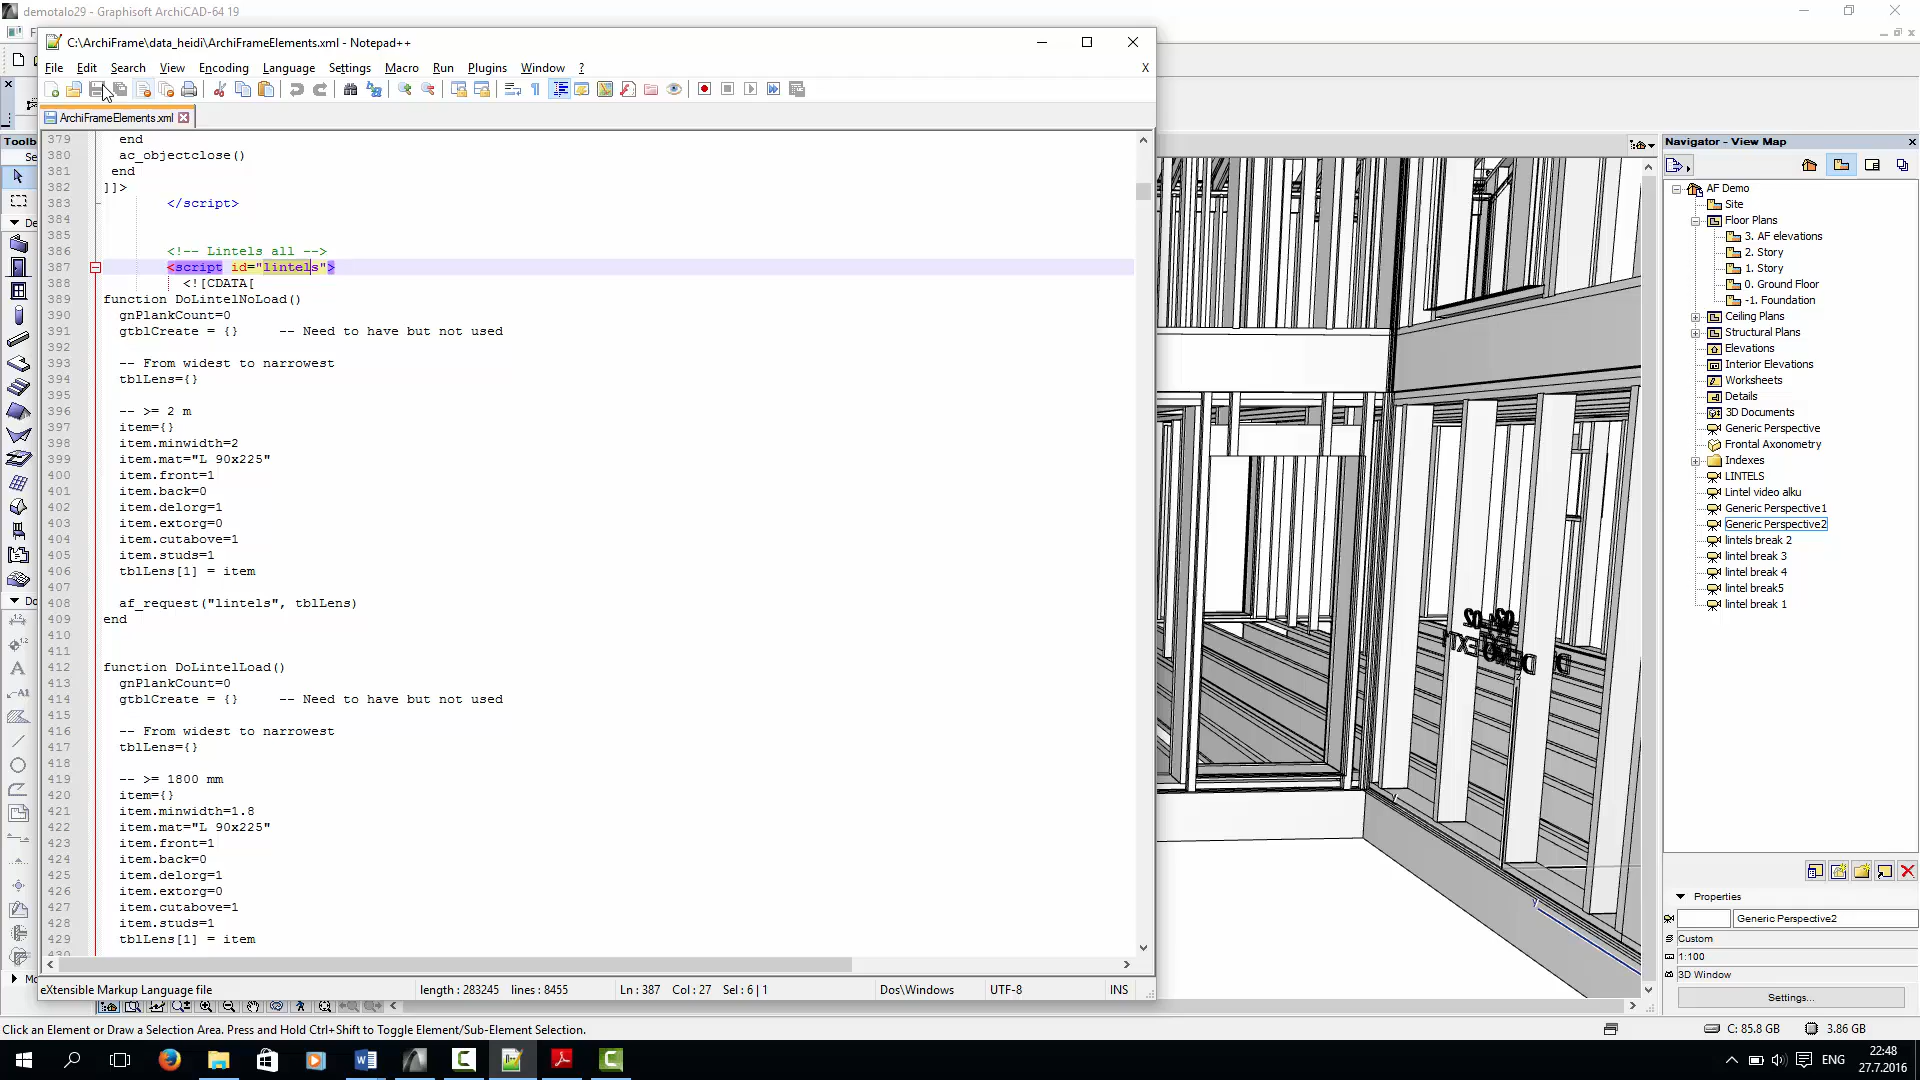 demotalo29 - Graphisoft ArchiCAD-64 19
C:\ArchiFrame\data_heidi\ArchiFrameElements.xml - Notepad++
File Edit Search View Encoding Language Settings Macro Run Plugins Window ? X
ArchiFrameElements.xml
379 end
380 ac_objectclose()
381 end
382 ]]>
383 </script>
384
385
386 <!-- Lintels all -->
387 <script id="lintels">
388 <![CDATA[
389 function DoLintelNoLoad()
390 gnPlankCount=0
391 gtblCreate = {} -- Need to have but not used
392
393 -- From widest to narrowest
394 tblLens={}
395
396 -- >= 2 m
397 item={}
398 item.minwidth=2
399 item.mat="L 90x225"
400 item.front=1
401 item.back=0
402 item.delorg=1
403 item.extorg=0
404 item.cutabove=1
405 item.studs=1
406 tblLens[1] = item
407
408 af_request("lintels", tblLens)
409 end
410
411
412 function DoLintelLoad()
413 gnPlankCount=0
414 gtblCreate = {} -- Need to have but not used
415
416 -- From widest to narrowest
417 tblLens={}
418
419 -- >= 1800 mm
420 item={}
421 item.minwidth=1.8
422 item.mat="L 90x225"
423 item.front=1
424 item.back=0
425 item.delorg=1
426 item.extorg=0
427 item.cutabove=1
428 item.studs=1
429 tblLens[1] = item
430
eXtensible Markup Language file length : 283245 lines : 8455 Ln : 387 Col : 27 Sel : 6 | 1 Dos\Windows UTF-8 INS
Toolb
Se
De
Do
Mo
Navigator - View Map
AF Demo
Site
Floor Plans
3. AF elevations
2. Story
1. Story
0. Ground Floor
-1. Foundation
Ceiling Plans
Structural Plans
Elevations
Interior Elevations
Worksheets
Details
3D Documents
Generic Perspective
Frontal Axonometry
Indexes
LINTELS
Lintel video alku
Generic Perspective1
Generic Perspective2
lintels break 2
lintel break 3
lintel break 4
lintel break5
lintel break 1
Properties
Generic Perspective2
Custom
1:100
3D Window
Settings...
Click an Element or Draw a Selection Area. Press and Hold Ctrl+Shift to Toggle Element/Sub-Element Selection.
C: 85.8 GB 3.86 GB
ENG
22:48
27.7.2016